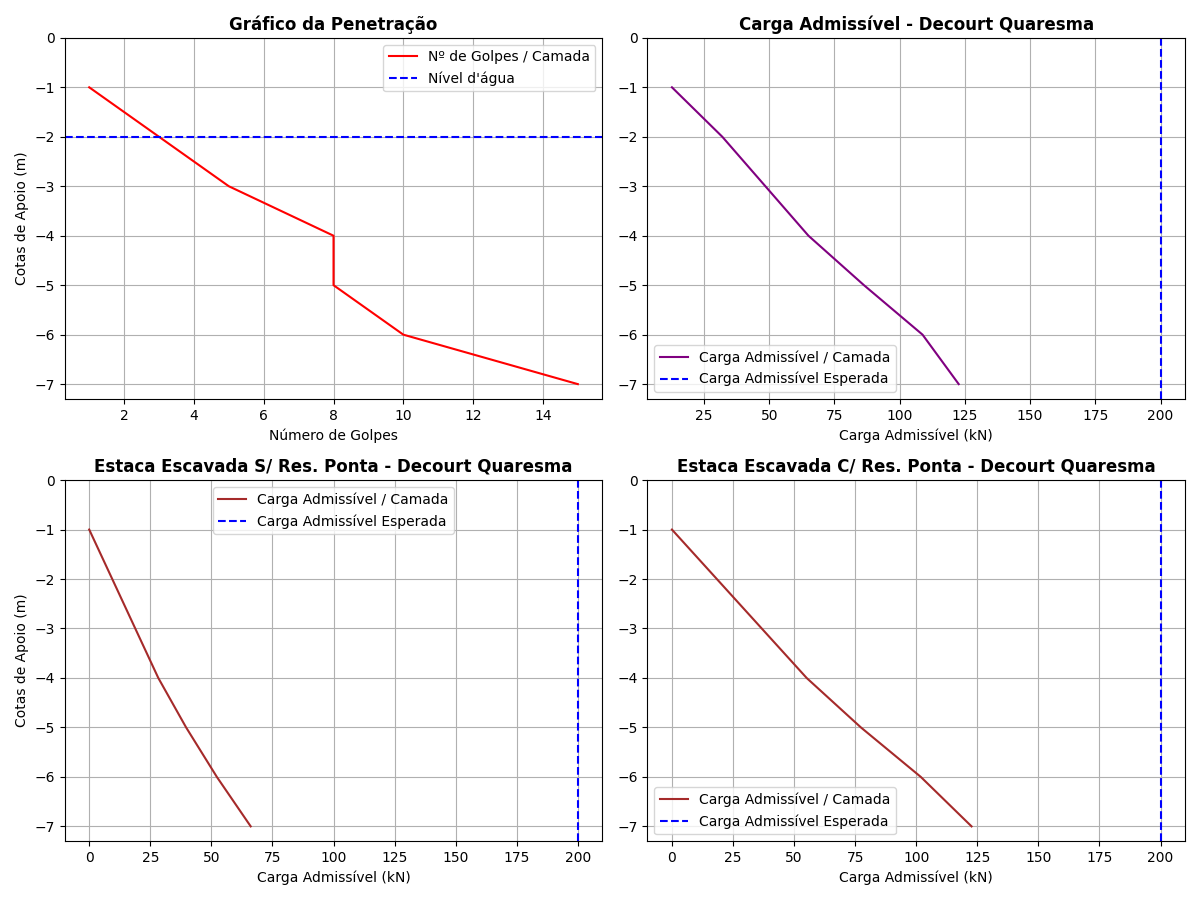 Gráfico da Penetração
0
−1
−2
−3
−4
−5
−6
−7
Cotas de Apoio (m)
Nº de Golpes / Camada
Nível d'água
2 4 6 8 10 12 14
Número de Golpes
Carga Admissível - Decourt Quaresma
0
−1
−2
−3
−4
−5
−6
−7
Carga Admissível / Camada
Carga Admissível Esperada
25 50 75 100 125 150 175 200
Carga Admissível (kN)
Estaca Escavada S/ Res. Ponta - Decourt Quaresma
0
−1
−2
−3
−4
−5
−6
−7
Cotas de Apoio (m)
Carga Admissível / Camada
Carga Admissível Esperada
0 25 50 75 100 125 150 175 200
Carga Admissível (kN)
Estaca Escavada C/ Res. Ponta - Decourt Quaresma
0
−1
−2
−3
−4
−5
−6
−7
Carga Admissível / Camada
Carga Admissível Esperada
0 25 50 75 100 125 150 175 200
Carga Admissível (kN)